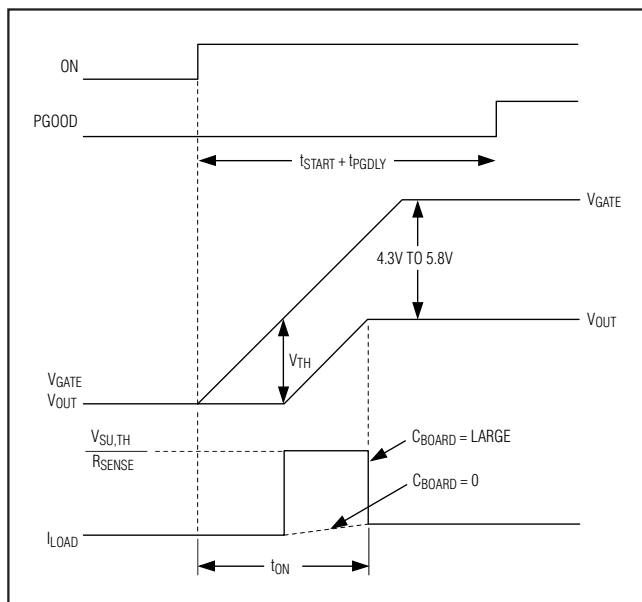 ON
PGOOD
tSTART + tPGDLY
VGATE
4.3V TO 5.8V
VOUT
VTH
VGATE
VOUT
VSU,TH
RSENSE
CBOARD = LARGE
CBOARD = 0
ILOAD
tON